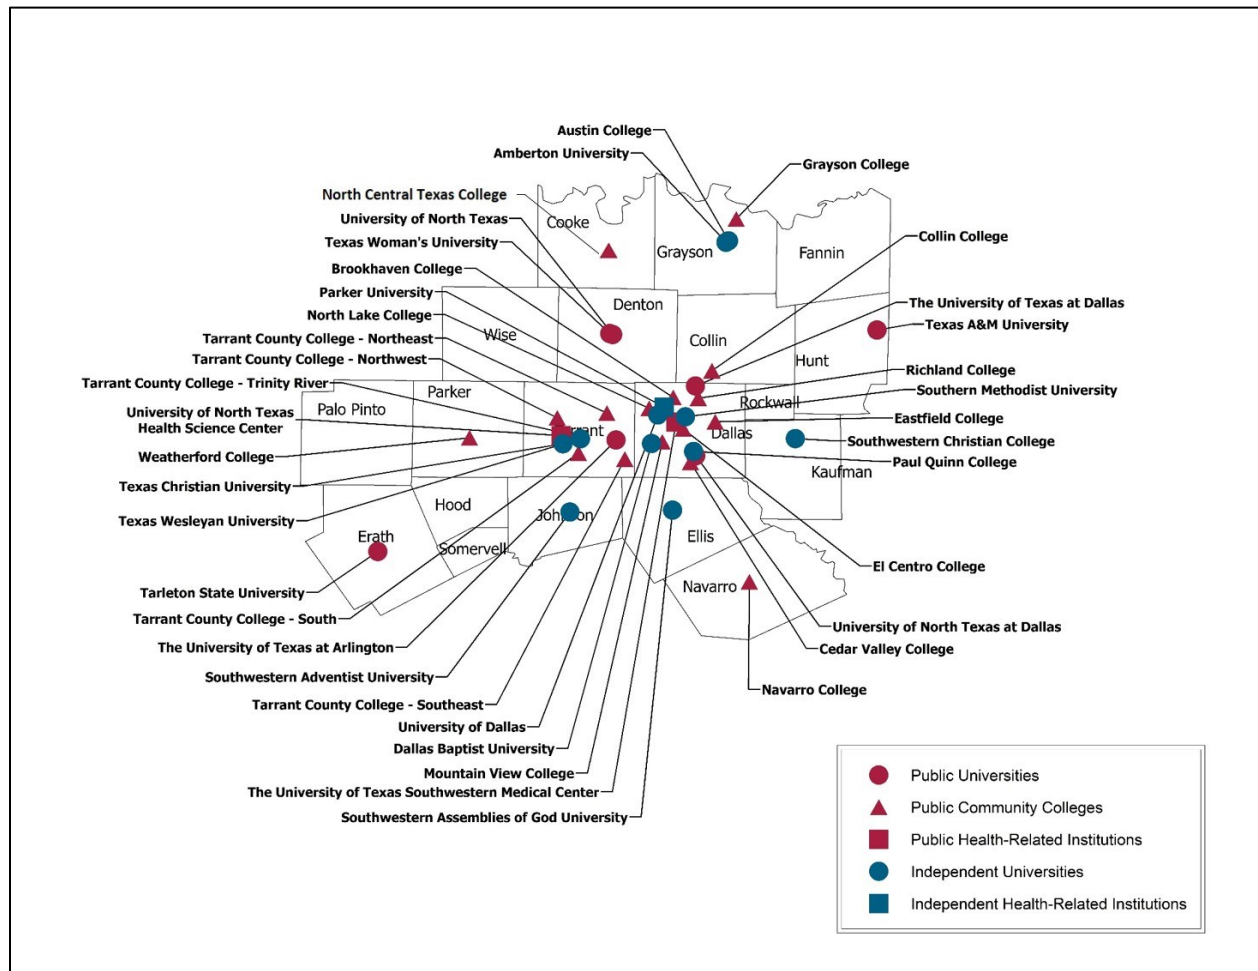 Austin College
Amberton University
Grayson College
North Central Texas College
Cooke
University of North Texas
Collin College
Texas Woman's University
Grayson
Fannin
Brookhaven College
Parker University
Denton
The University of Texas at Dallas
North Lake College
Texas A&M University
Tarrant County College - Northeast
Wise
Collin
Tarrant County College - Northwest
Hunt
Richland College
Tarrant County College - Trinity River
Parker
Southern Methodist University
Palo Pinto
Rockwall
University of North Texas
Health Science Center
Eastfield College
Dallas
Southwestern Christian College
Weatherford College
Paul Quinn College
Kaufman
Texas Christian University
Hood
Texas Wesleyan University
Ellis
Erath
Somervell
El Centro College
Navarro
Tarleton State University
Tarrant County College - South
University of North Texas at Dallas
The University of Texas at Arlington
Cedar Valley College
Southwestern Adventist University
Navarro College
Tarrant County College - Southeast
University of Dallas
Dallas Baptist University
Mountain View College
The University of Texas Southwestern Medical Center
Southwestern Assemblies of God University
Public Universities
Public Community Colleges
Public Health-Related Institutions
Independent Universities
Independent Health-Related Institutions